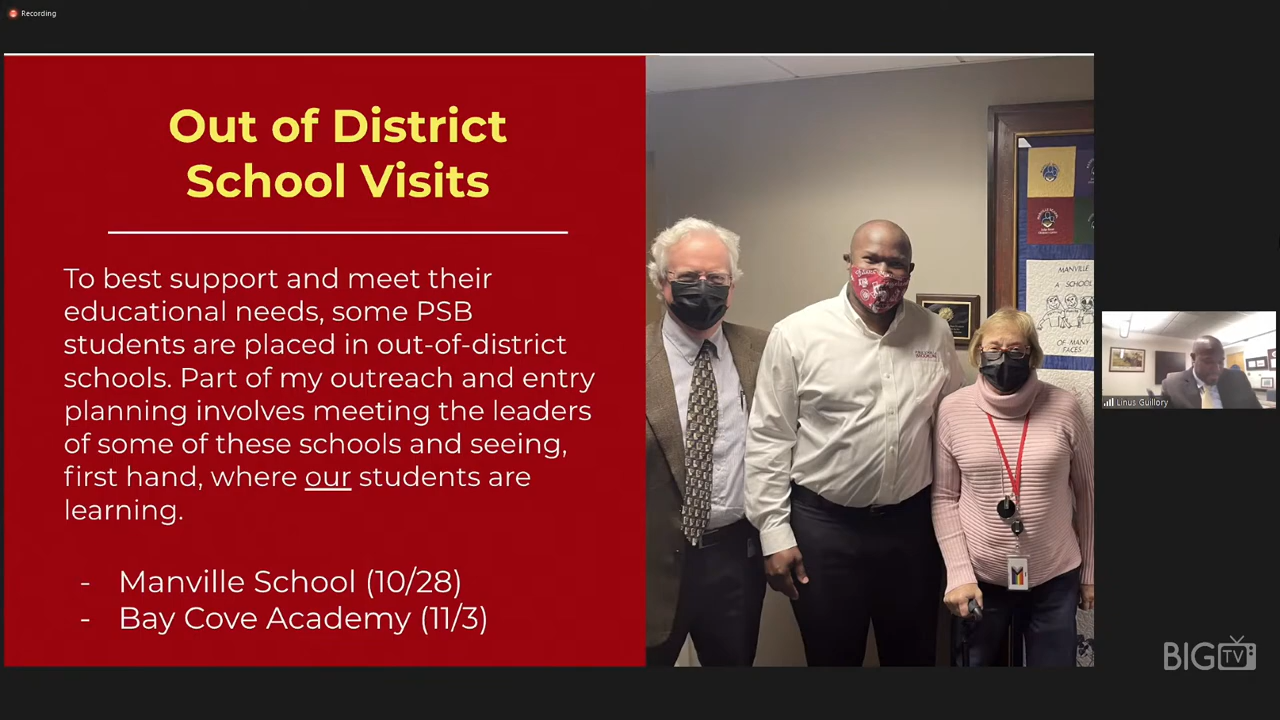 Recording
Out of District
School Visits
To best support and meet their
educational needs, some PSB
students are placed in out-of-district
schools. Part of my outreach and entry
planning involves meeting the leaders
of some of these schools and seeing,
first hand, where our students are
learning.
- Manville School (10/28)
- Bay Cove Academy (11/3)
MANVILLE
A SCHOOL
OF MANY
FACES
Linus Guillory
BIG TV